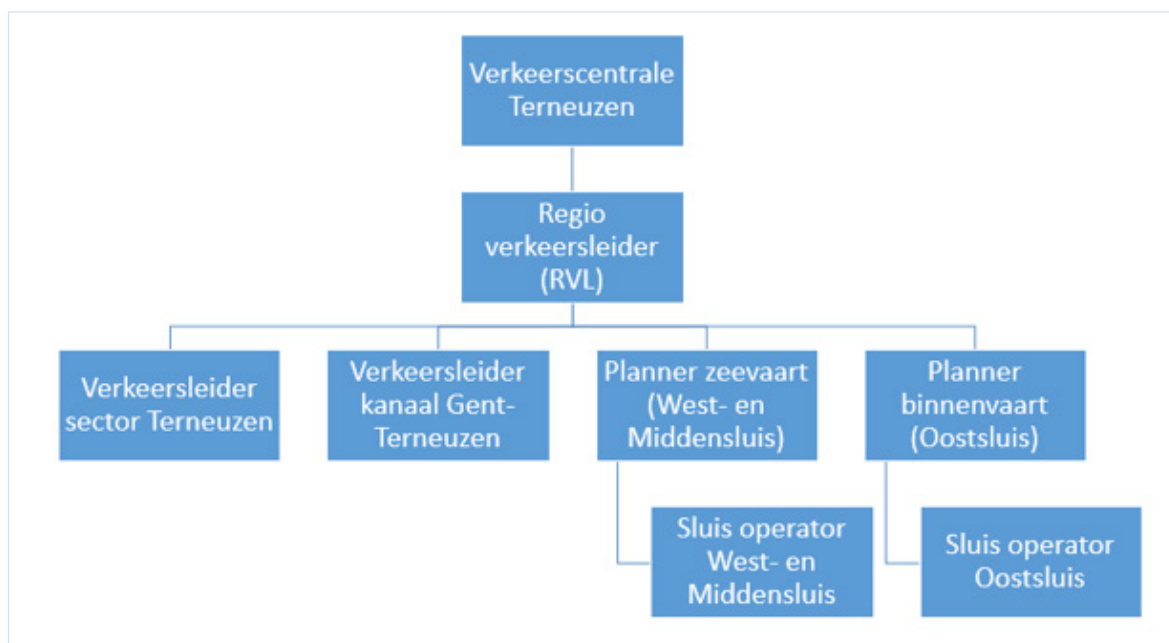 Verkeerscentrale
Terneuzen
Regio
verkeersleider
(RVL)
Verkeersleider
sector Terneuzen
Verkeersleider
kanaal Gent-
Terneuzen
Planner zeevaart
(West- en
Middensluis)
Planner
binnenvaart
(Oostsluis)
Sluis operator
West- en
Middensluis
Sluis operator
Oostsluis